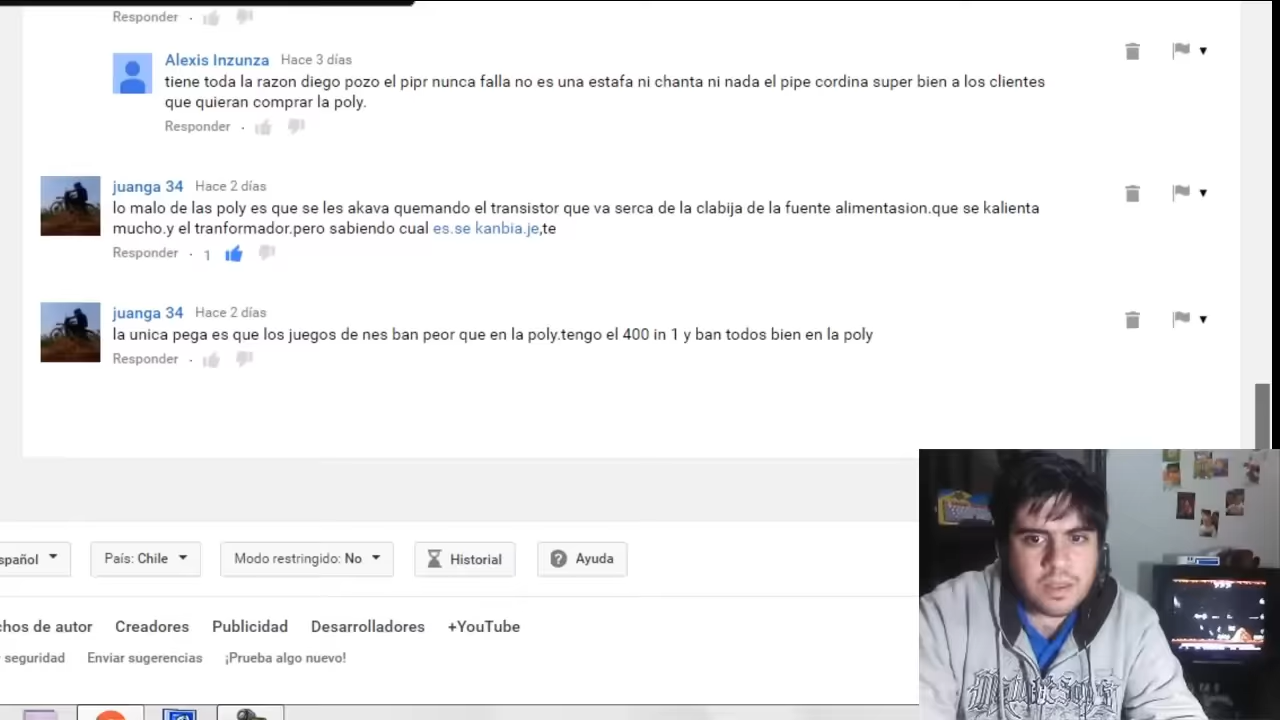 Responder
Alexis Inzunza Hace 3 días
tiene toda la razon diego pozo el pipr nunca falla no es una estafa ni chanta ni nada el pipe cordina super bien a los clientes
que quieran comprar la poly.
Responder
juanga 34 Hace 2 días
lo malo de las poly es que se les akava quemando el transistor que va serca de la clabija de la fuente alimentasion.que se kalienta
mucho.y el tranformador.pero sabiendo cual es.se kanbia.je,te
Responder 1
juanga 34 Hace 2 días
la unica pega es que los juegos de nes ban peor que en la poly.tengo el 400 in 1 y ban todos bien en la poly
Responder
spañol País: Chile Modo restringido: No Historial Ayuda
chos de autor Creadores Publicidad Desarrolladores +YouTube
seguridad Enviar sugerencias ¡Prueba algo nuevo!